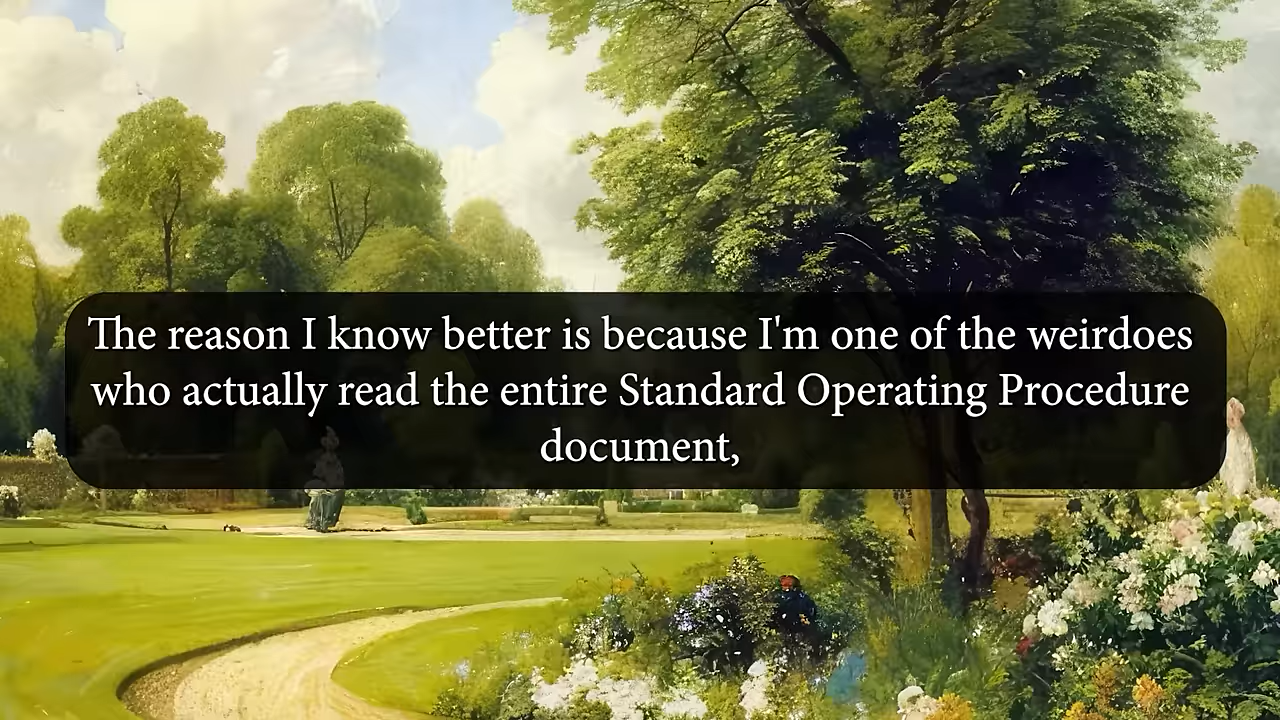 The reason I know better is because I'm one of the weirdoes
who actually read the entire Standard Operating Procedure
document,